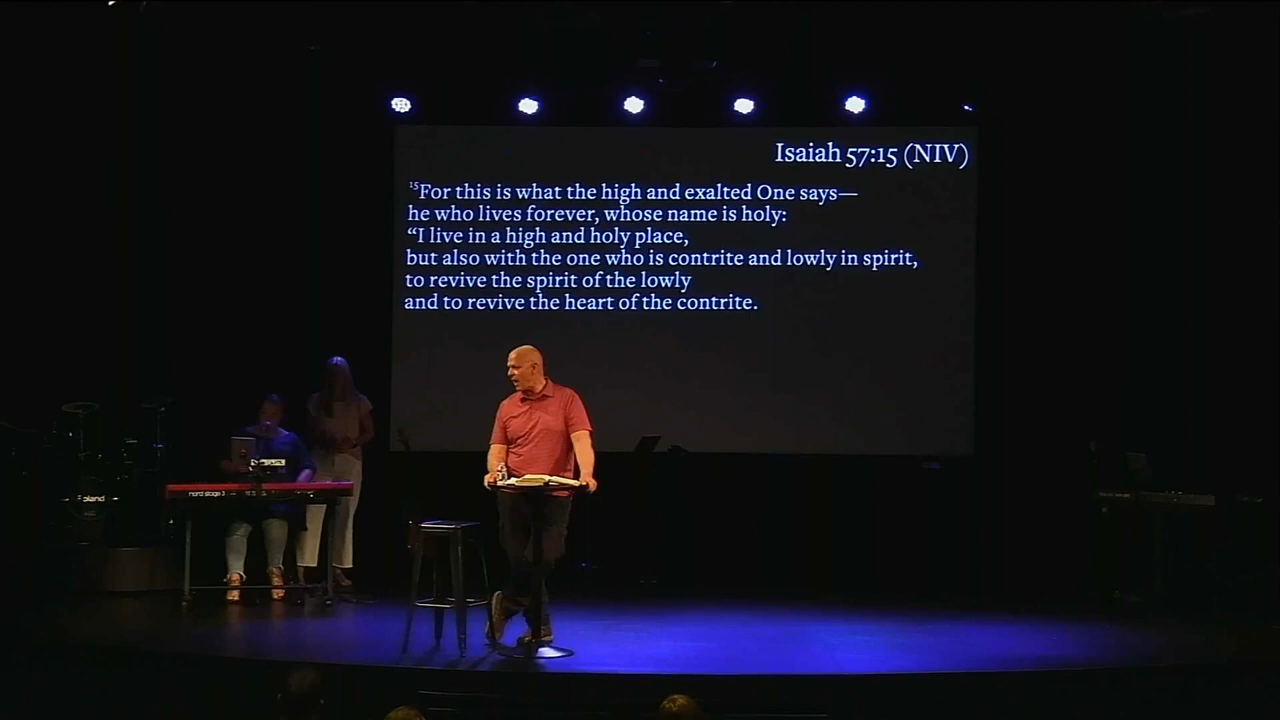 Isaiah 57:15 (NIV)
¹⁵For this is what the high and exalted One says—
he who lives forever, whose name is holy:
“I live in a high and holy place,
but also with the one who is contrite and lowly in spirit,
to revive the spirit of the lowly
and to revive the heart of the contrite.
nord stage 3
Roland